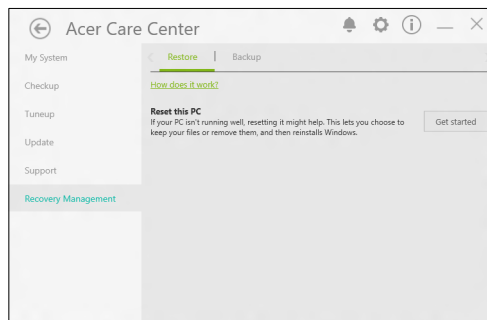 Acer Care Center
My System
Checkup
Tuneup
Update
Support
Recovery Management
Restore
Backup
How does it work?
Reset this PC
If your PC isn't running well, resetting it might help. This lets you choose to
keep your files or remove them, and then reinstalls Windows.
Get started